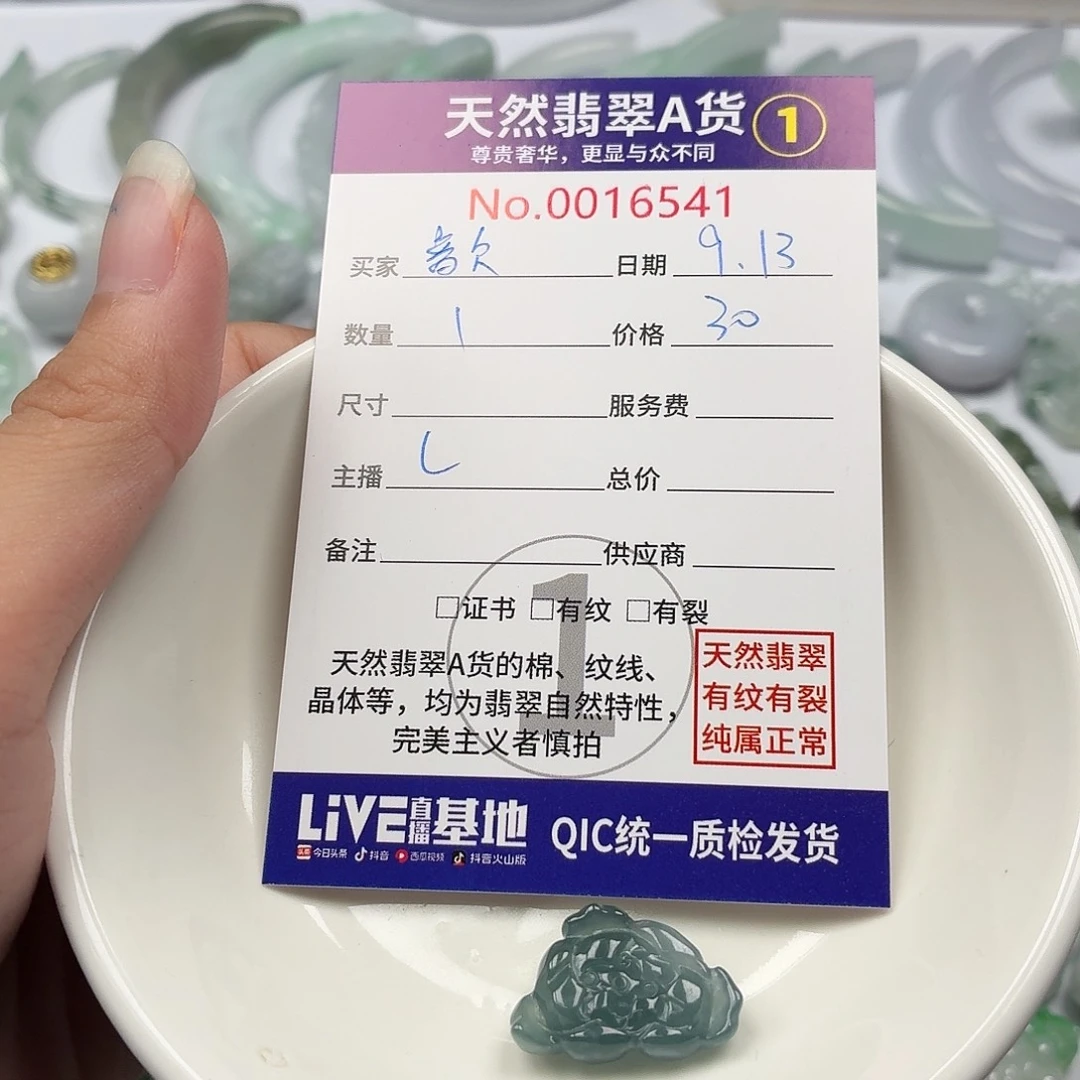 天然翡翠A货 1
尊贵奢华，更显与众不同
No.0016541
买家 日期 9.13
数量 1 价格 30
尺寸 服务费
主播 L 总价
备注 供应商
1
□证书 □有纹 □有裂
天然翡翠A货的棉、纹线、
晶体等，均为翡翠自然特性，
完美主义者慎拍
天然翡翠
有纹有裂
纯属正常
LiVE直播基地 QIC统一质检发货
头条 今日头条 抖音 西瓜视频 抖音火山版